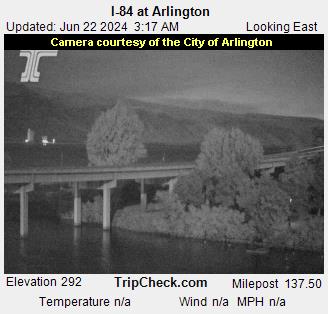 I-84 at Arlington
Updated: Jun 22 2024 3:17 AM Looking East
Camera courtesy of the City of Arlington
Elevation 292 TripCheck.com Milepost 137.50
Temperature n/a Wind n/a MPH n/a